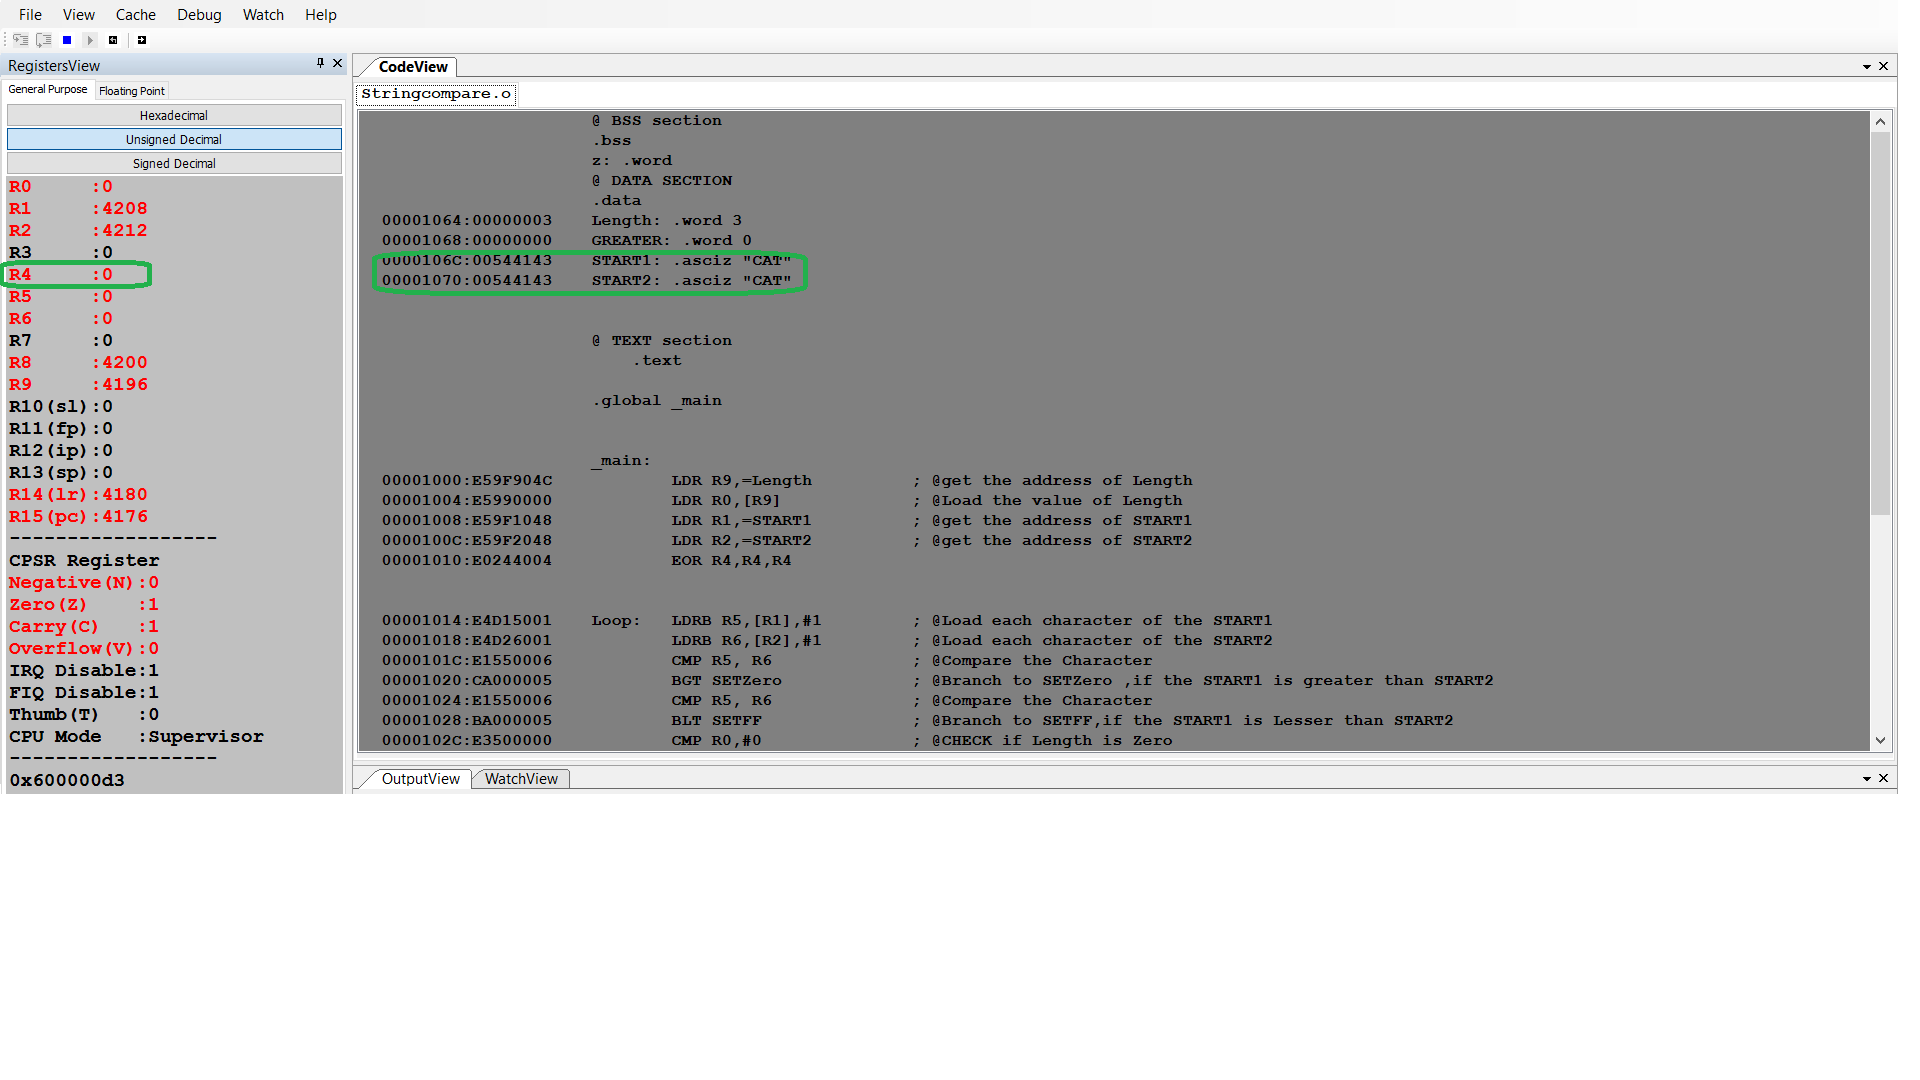 File View Cache Debug Watch Help
RegistersView
General Purpose Floating Point
Hexadecimal
Unsigned Decimal
Signed Decimal
R0 :0
R1 :4208
R2 :4212
R3 :0
R4 :0
R5 :0
R6 :0
R7 :0
R8 :4200
R9 :4196
R10(sl):0
R11(fp):0
R12(ip):0
R13(sp):0
R14(lr):4180
R15(pc):4176
------------------
CPSR Register
Negative(N):0
Zero(Z) :1
Carry(C) :1
Overflow(V):0
IRQ Disable:1
FIQ Disable:1
Thumb(T) :0
CPU Mode :Supervisor
------------------
0x600000d3
CodeView
Stringcompare.o
@ BSS section
.bss
z: .word
@ DATA SECTION
.data
00001064:00000003 Length: .word 3
00001068:00000000 GREATER: .word 0
0000106C:00544143 START1: .asciz "CAT"
00001070:00544143 START2: .asciz "CAT"
@ TEXT section
.text
.global _main
_main:
00001000:E59F904C LDR R9,=Length ; @get the address of Length
00001004:E5990000 LDR R0,[R9] ; @Load the value of Length
00001008:E59F1048 LDR R1,=START1 ; @get the address of START1
0000100C:E59F2048 LDR R2,=START2 ; @get the address of START2
00001010:E0244004 EOR R4,R4,R4
00001014:E4D15001 Loop: LDRB R5,[R1],#1 ; @Load each character of the START1
00001018:E4D26001 LDRB R6,[R2],#1 ; @Load each character of the START2
0000101C:E1550006 CMP R5, R6 ; @Compare the Character
00001020:CA000005 BGT SETZero ; @Branch to SETZero ,if the START1 is greater than START2
00001024:E1550006 CMP R5, R6 ; @Compare the Character
00001028:BA000005 BLT SETFF ; @Branch to SETFF,if the START1 is Lesser than START2
0000102C:E3500000 CMP R0,#0 ; @CHECK if Length is Zero
OutputView WatchView